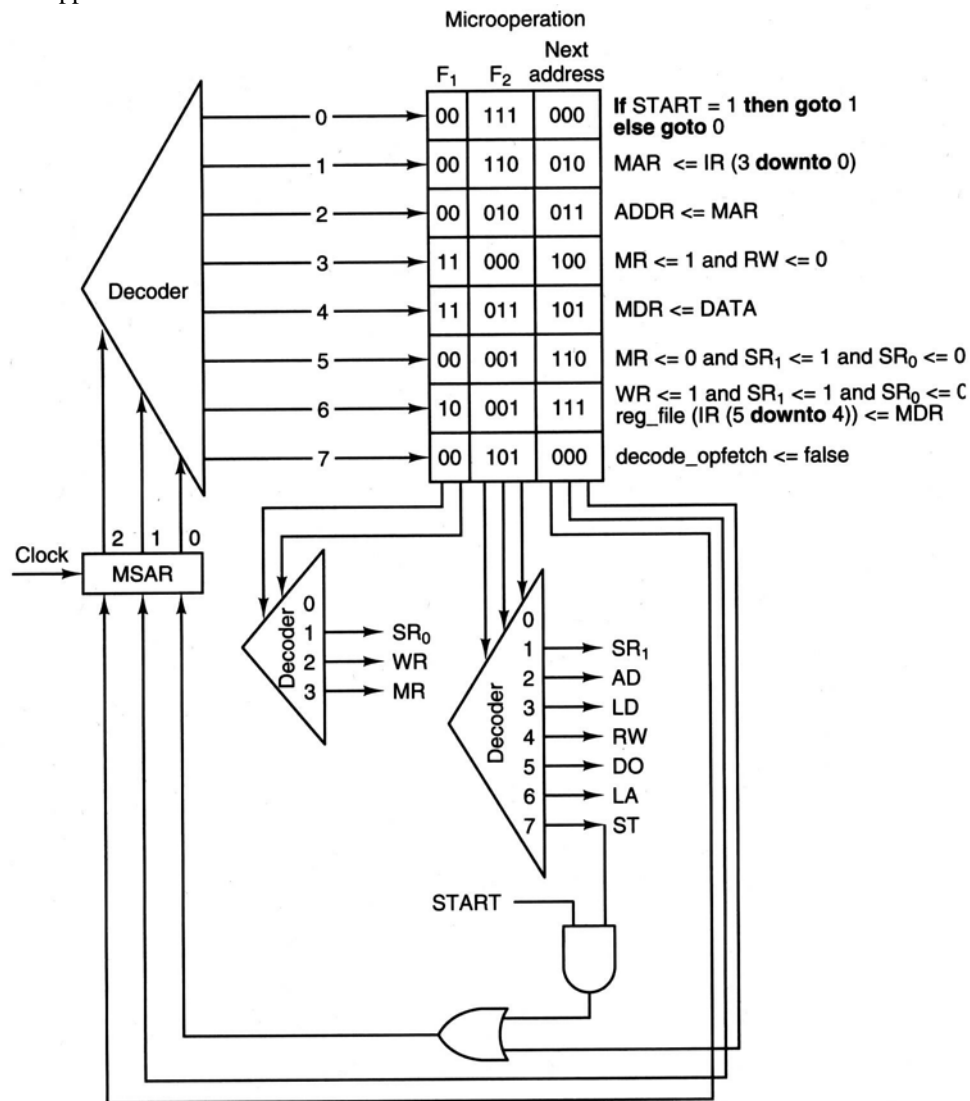 Microoperation
F1 F2 Next address
0 00 111 000 If START = 1 then goto 1
else goto 0
1 00 110 010 MAR <= IR (3 downto 0)
2 00 010 011 ADDR <= MAR
3 11 000 100 MR <= 1 and RW <= 0
Decoder
4 11 011 101 MDR <= DATA
5 00 001 110 MR <= 0 and SR1 <= 1 and SR0 <= 0
6 10 001 111 WR <= 1 and SR1 <= 1 and SR0 <=
reg_file (IR (5 downto 4)) <= MDR
7 00 101 000 decode_opfetch <= false
2 1 0
Clock
MSAR
Decoder
0
1 SR0
2 WR
3 MR
Decoder
0
1 SR1
2 AD
3 LD
4 RW
5 DO
6 LA
7 ST
START